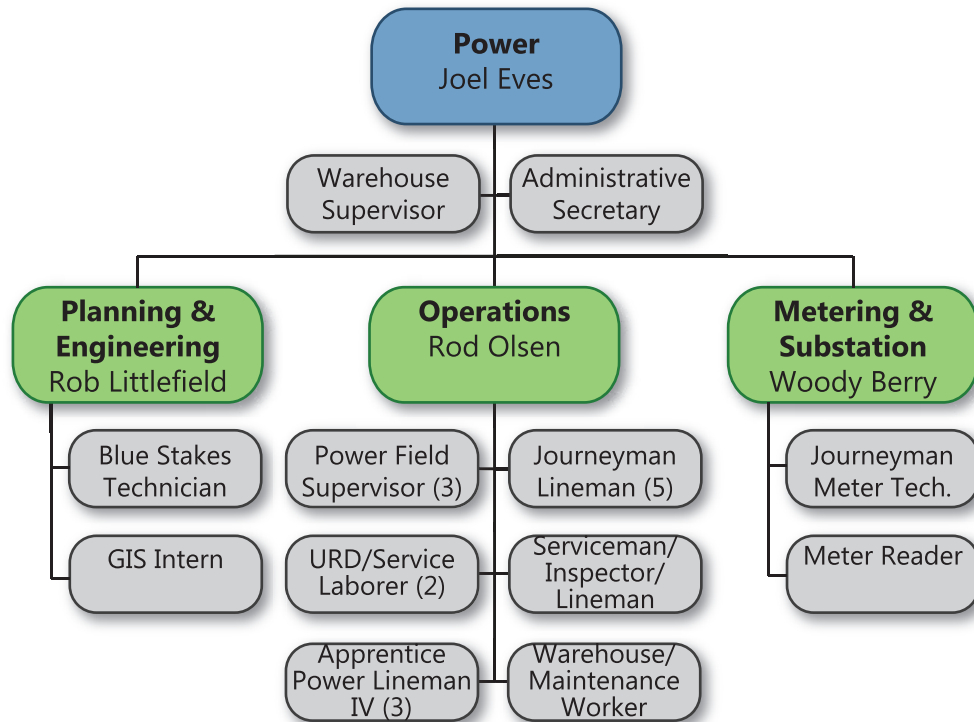 Power
Joel Eves
Warehouse
Supervisor
Administrative
Secretary
Planning &
Engineering
Rob Littlefield
Operations
Rod Olsen
Metering &
Substation
Woody Berry
Blue Stakes
Technician
GIS Intern
Power Field
Supervisor (3)
Journeyman
Lineman (5)
URD/Service
Laborer (2)
Serviceman/
Inspector/
Lineman
Apprentice
Power Lineman
IV (3)
Warehouse/
Maintenance
Worker
Journeyman
Meter Tech.
Meter Reader